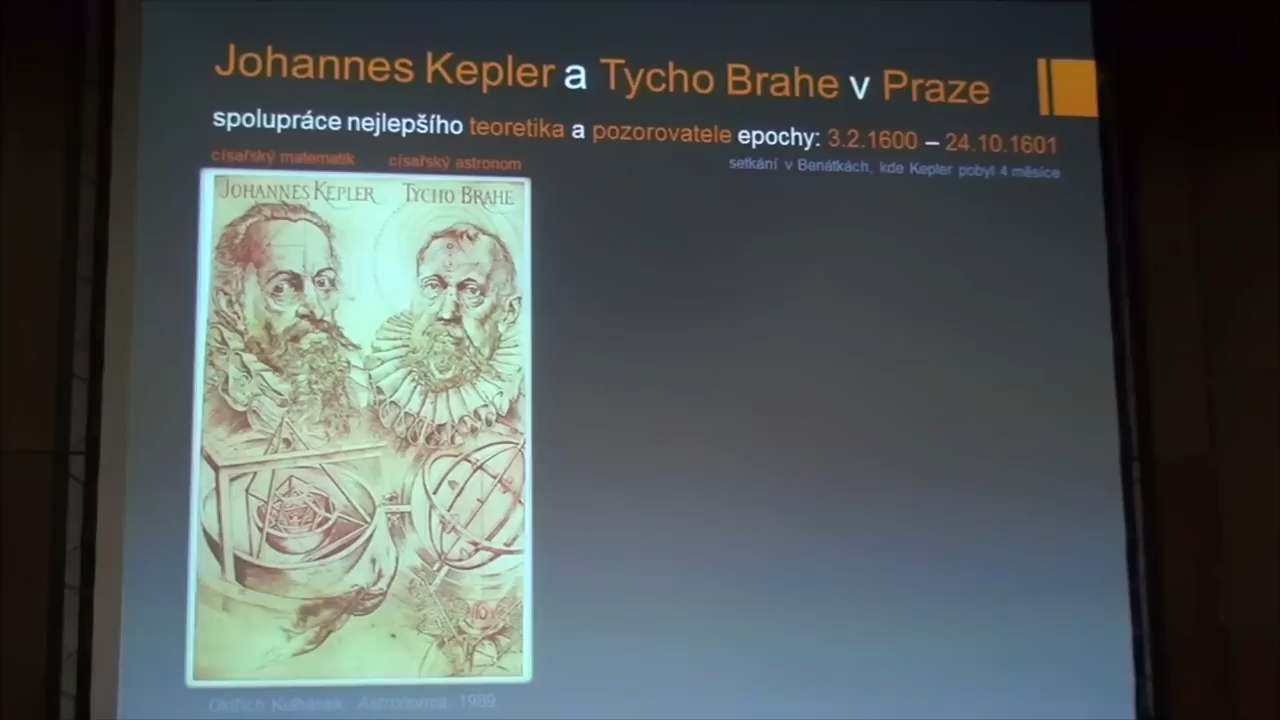 Johannes Kepler a Tycho Brahe v Praze
spolupráce nejlepšího teoretika a pozorovatele epochy: 3.2.1600 – 24.10.1601
císařský matematik císařský astronom
setkání v Benátkách, kde Kepler pobyl 4 měsíce
JOHANNES KEPLER TYCHO BRAHE
Oldřich Kulhánek Astronomia, 1989